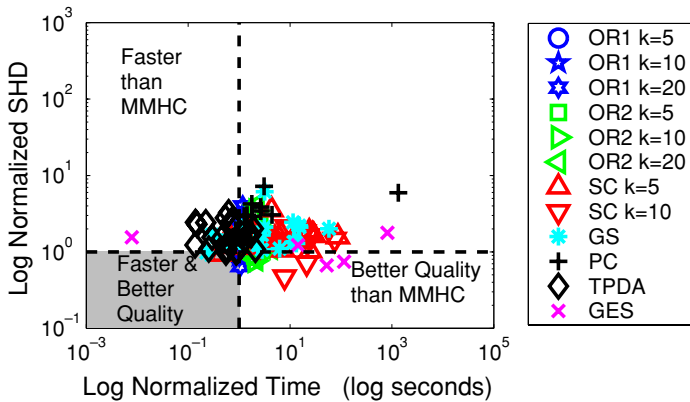 Log Normalized SHD
10^3
10^2
10^1
10^0
10^-1
Faster
than
MMHC
Faster &
Better
Quality
Better Quality
than MMHC
10^-3
10^-1
10^1
10^3
10^5
Log Normalized Time (log seconds)
OR1 k=5
OR1 k=10
OR1 k=20
OR2 k=5
OR2 k=10
OR2 k=20
SC k=5
SC k=10
GS
PC
TPDA
GES